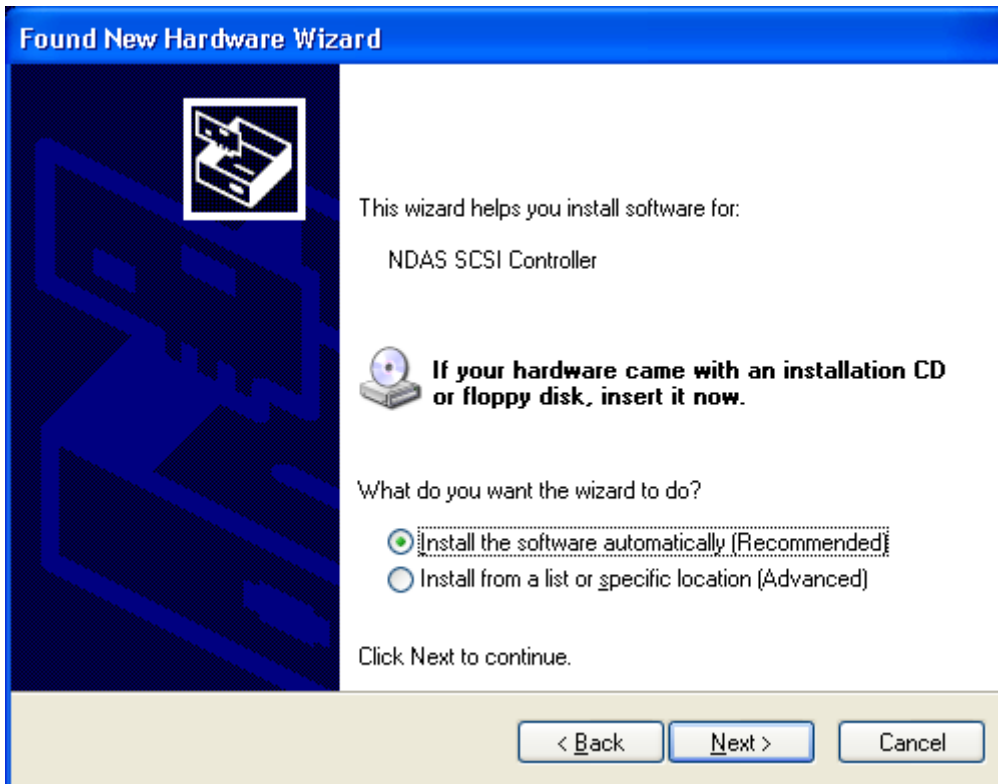 Found New Hardware Wizard
This wizard helps you install software for:
NDAS SCSI Controller
If your hardware came with an installation CD
or floppy disk, insert it now.
What do you want the wizard to do?
Install the software automatically (Recommended)
Install from a list or specific location (Advanced)
Click Next to continue.
< Back
Next >
Cancel